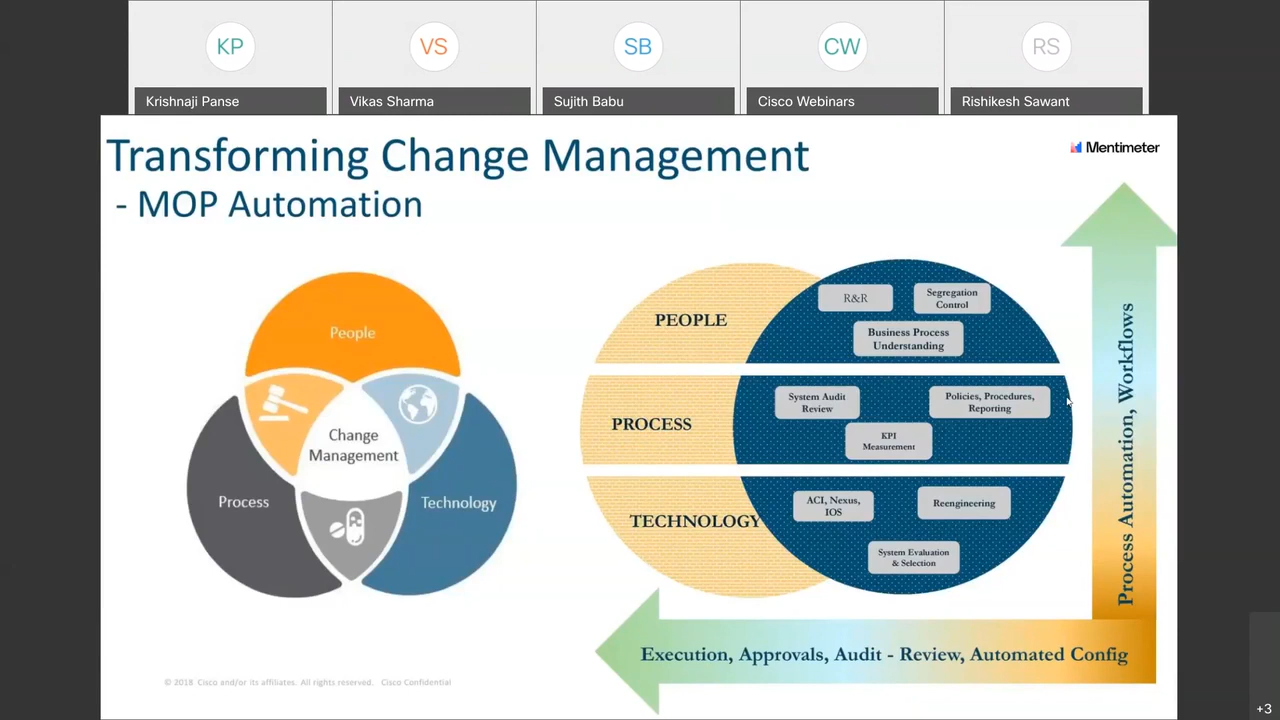 KP
VS
SB
CW
RS
Krishnaji Panse
Vikas Sharma
Sujith Babu
Cisco Webinars
Rishikesh Sawant
Transforming Change Management
- MOP Automation
Mentimeter
People
Change
Management
Process
Technology
PEOPLE
R&R
Segregation
Control
Business Process
Understanding
PROCESS
System Audit
Review
Policies, Procedures,
Reporting
KPI
Measurement
TECHNOLOGY
ACI, Nexus,
IOS
Reengineering
System Evaluation
& Selection
Process Automation, Workflows
Execution, Approvals, Audit - Review, Automated Config
© 2018 Cisco and/or its affiliates. All rights reserved. Cisco Confidential
+3